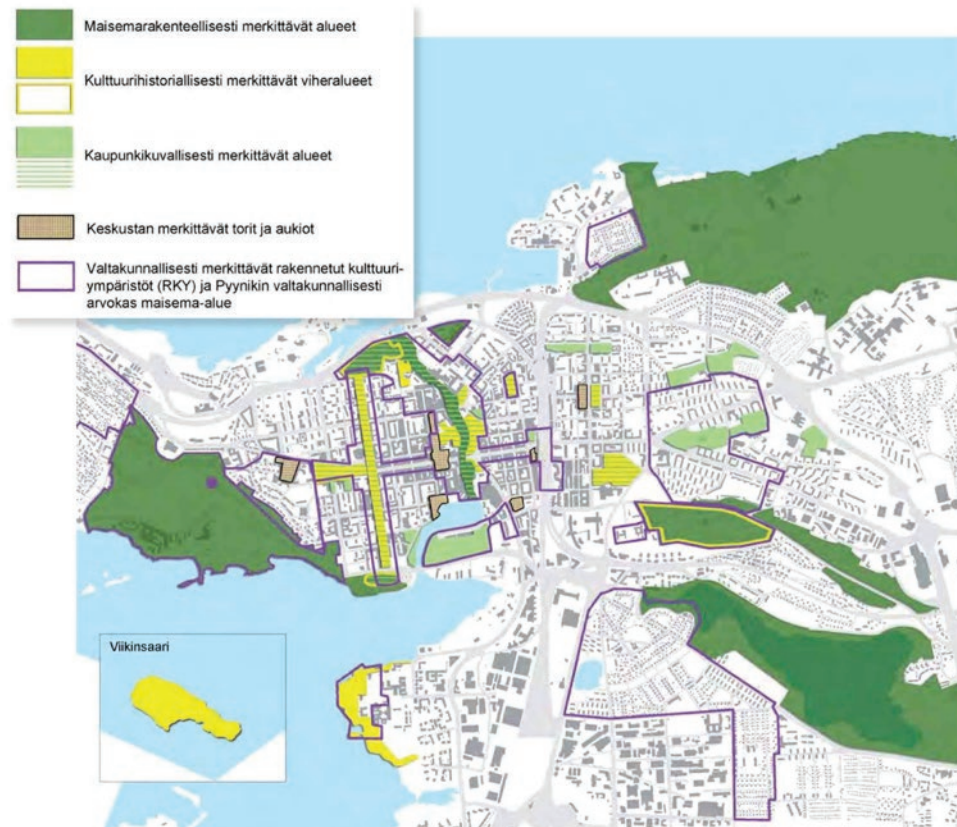 Maisemarakenteellisesti merkittävät alueet
Kulttuurihistoriallisesti merkittävät viheralueet
Kaupunkikuvallisesti merkittävät alueet
Keskustan merkittävät torit ja aukiot
Valtakunnallisesti merkittävät rakennetut kulttuuri-
ympäristöt (RKY) ja Pyynikin valtakunnallisesti
arvokas maisema-alue
Viikinsaari